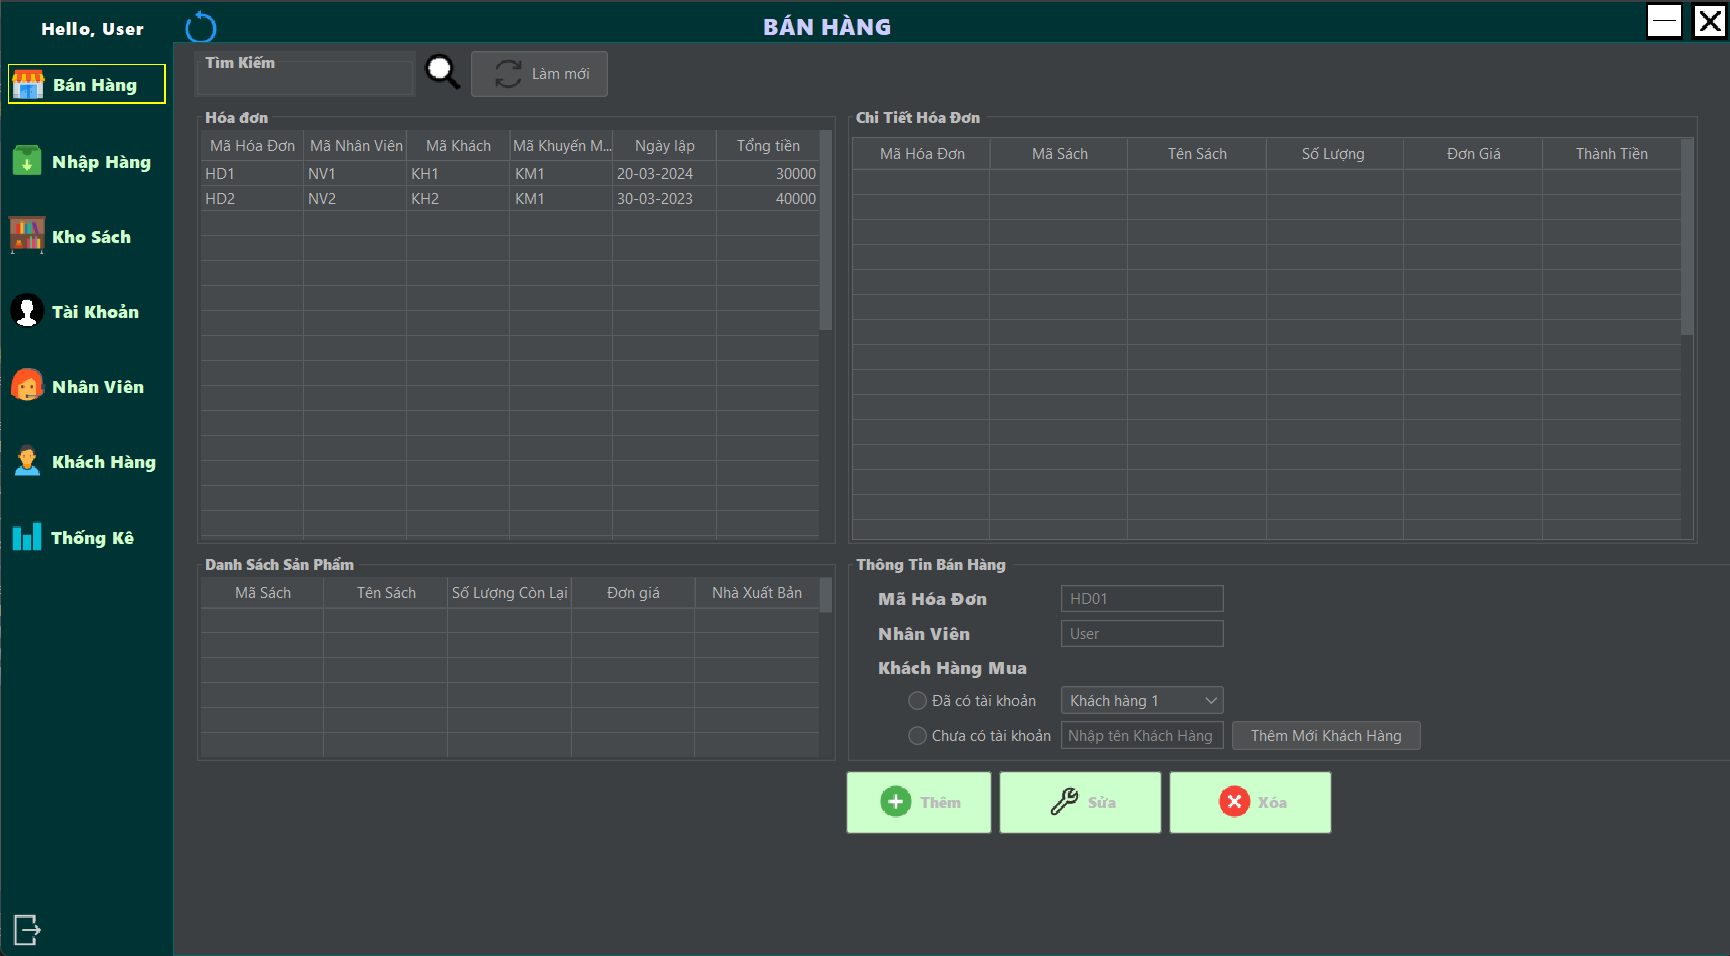 Hello, User
BÁN HÀNG
Bán Hàng
Nhập Hàng
Kho Sách
Tài Khoản
Nhân Viên
Khách Hàng
Thống Kê
Tìm Kiếm
Làm mới
Hóa đơn
Mã Hóa Đơn Mã Nhân Viên Mã Khách Mã Khuyến M... Ngày lập Tổng tiền
HD1 NV1 KH1 KM1 20-03-2024 30000
HD2 NV2 KH2 KM1 30-03-2023 40000
Chi Tiết Hóa Đơn
Mã Hóa Đơn Mã Sách Tên Sách Số Lượng Đơn Giá Thành Tiền
Danh Sách Sản Phẩm
Mã Sách Tên Sách Số Lượng Còn Lại Đơn giá Nhà Xuất Bản
Thông Tin Bán Hàng
Mã Hóa Đơn HD01
Nhân Viên User
Khách Hàng Mua
Đã có tài khoản Khách hàng 1
Chưa có tài khoản Nhập tên Khách Hàng Thêm Mới Khách Hàng
Thêm Sửa Xóa